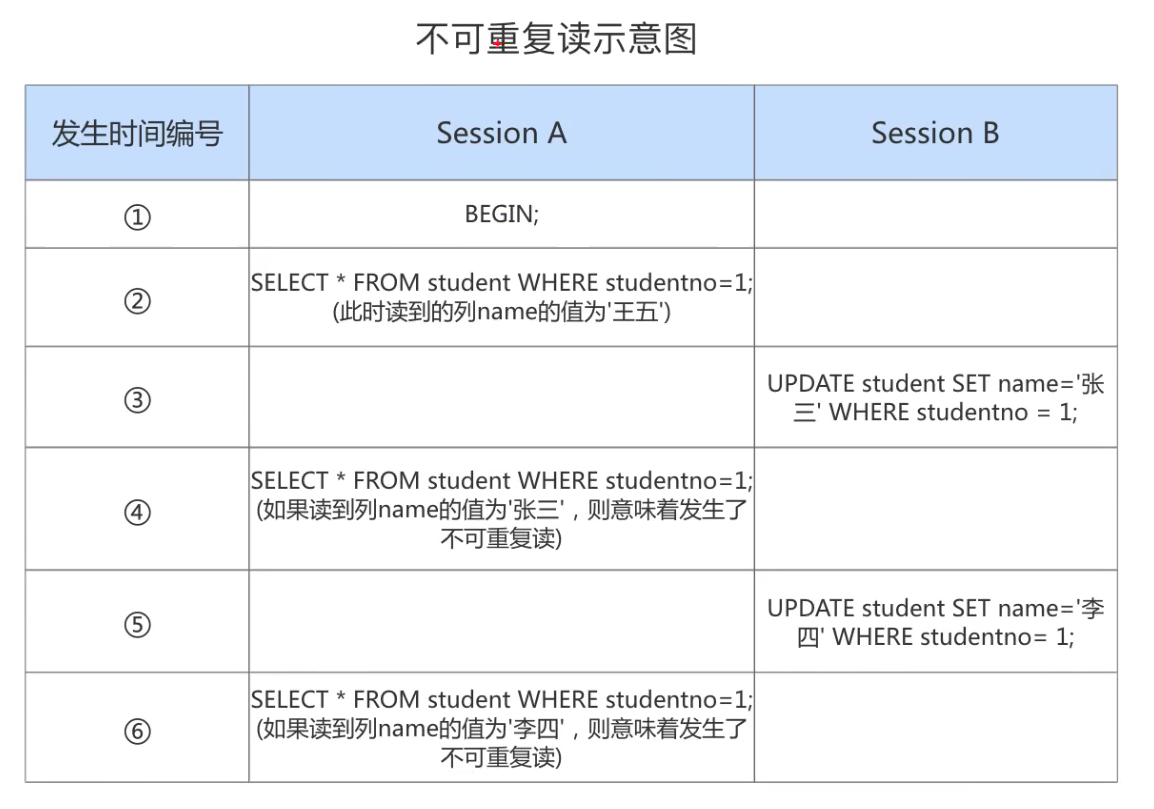 不可重复读示意图
发生时间编号
Session A
Session B
①
BEGIN;
②
SELECT * FROM student WHERE studentno=1;
(此时读到的列name的值为'王五')
③
UPDATE student SET name='张
三' WHERE studentno = 1;
④
SELECT * FROM student WHERE studentno=1;
(如果读到列name的值为'张三'，则意味着发生了
不可重复读)
⑤
UPDATE student SET name='李
四' WHERE studentno= 1;
⑥
SELECT * FROM student WHERE studentno=1;
(如果读到列name的值为'李四'，则意味着发生了
不可重复读)